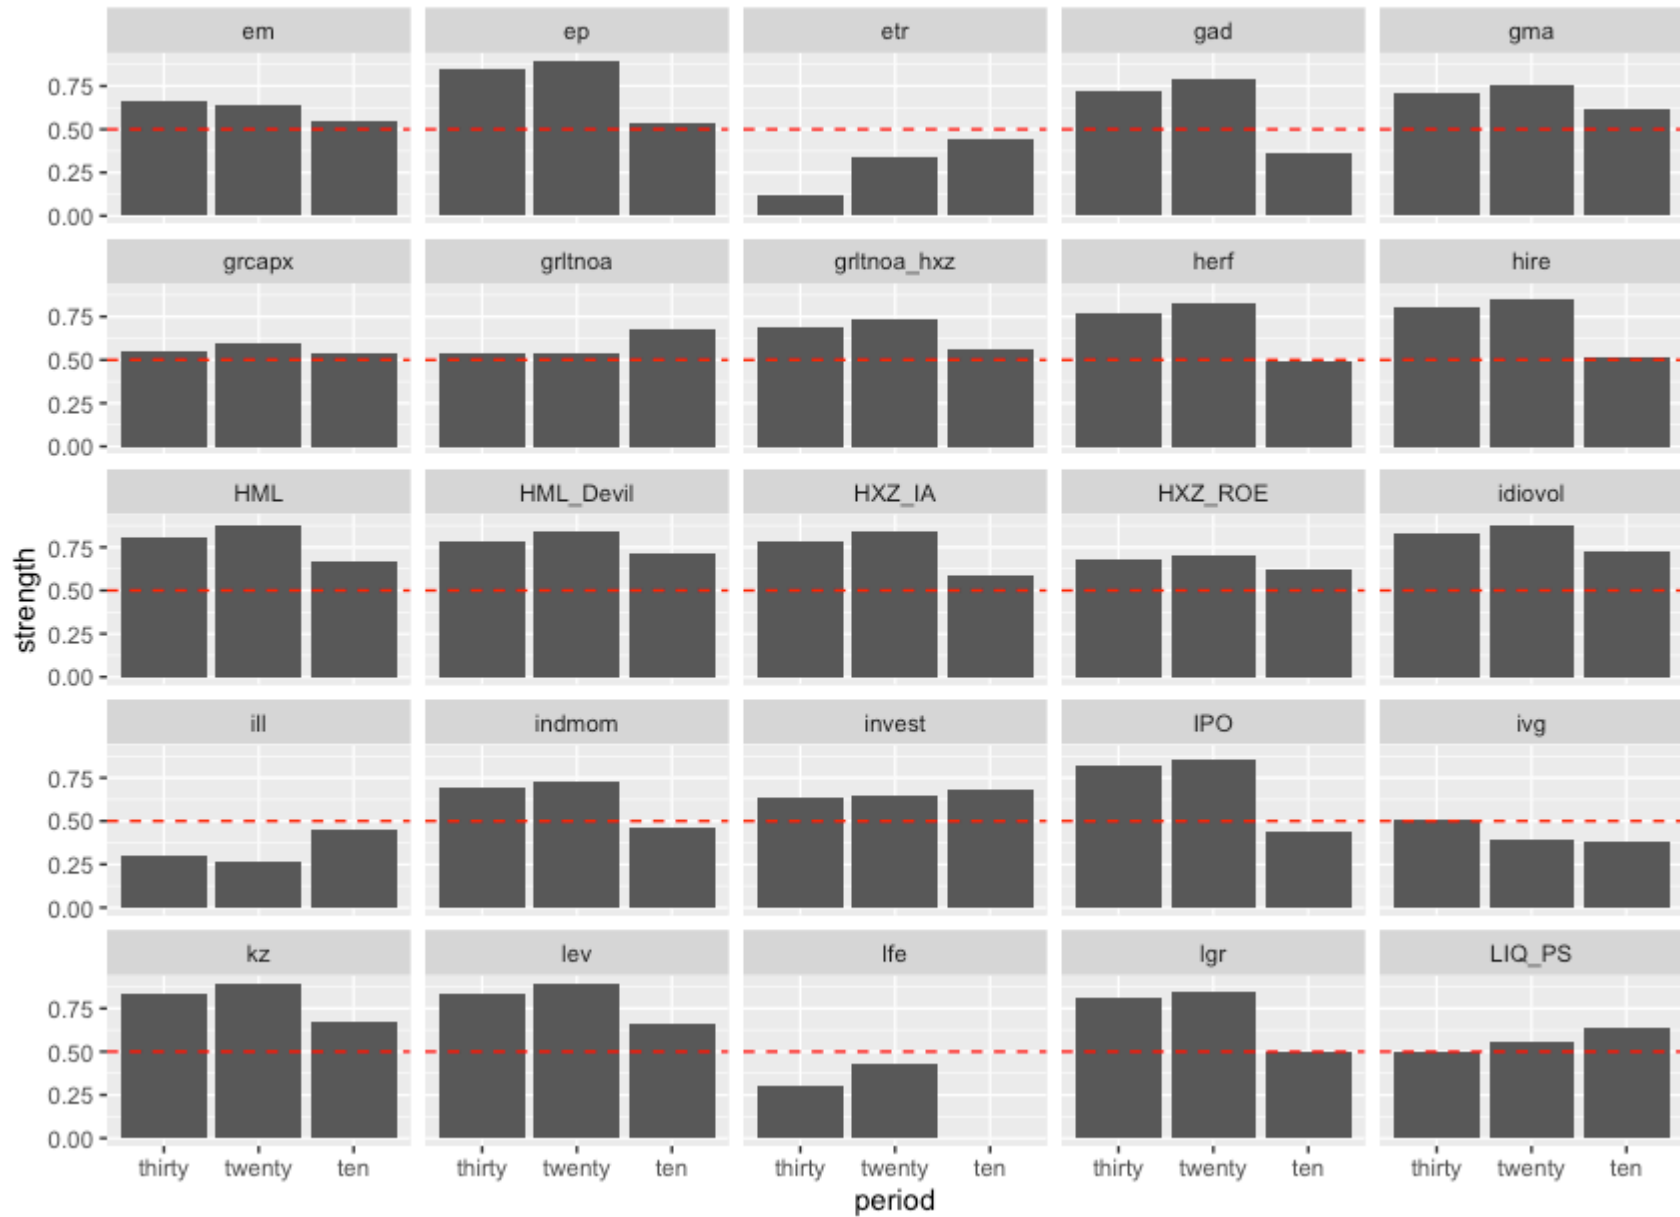 em ep etr gad gma
0.75
0.50
0.25
0.00
grcapx grltnoa grltnoa_hxz herf hire
0.75
0.50
0.25
0.00
HML HML_Devil HXZ_IA HXZ_ROE idiovol
0.75
0.50
0.25
0.00
strength
ill indmom invest IPO ivg
0.75
0.50
0.25
0.00
kz lev lfe lgr LIQ_PS
0.75
0.50
0.25
0.00
thirty twenty ten thirty twenty ten thirty twenty ten thirty twenty ten thirty twenty ten
period